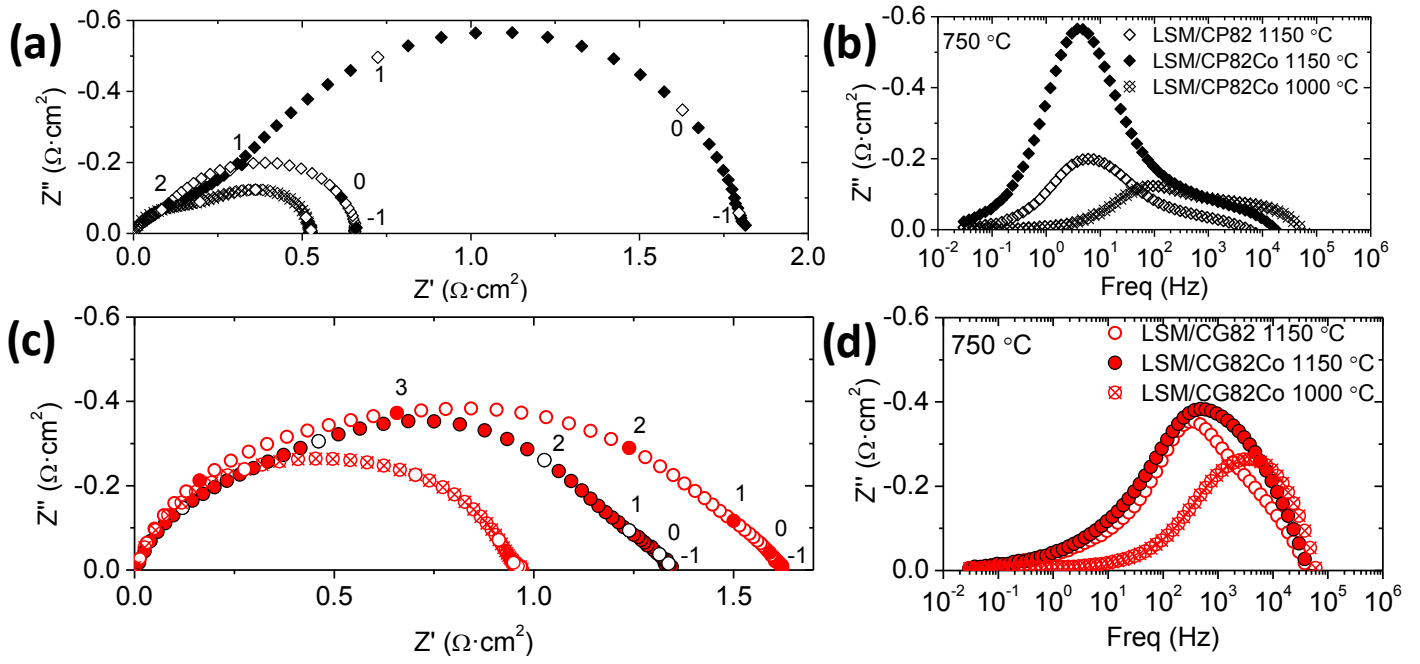 (a)
-0.6
-0.4
-0.2
0.0
Z'' (Ω·cm²)
0.0 0.5 1.0 1.5 2.0
Z' (Ω·cm²)
2
1
1
0
0
-1
-1
(b)
750 °C
LSM/CP82 1150 °C
LSM/CP82Co 1150 °C
LSM/CP82Co 1000 °C
-0.6
-0.5
-0.4
-0.3
-0.2
-0.1
0.0
Z'' (Ω·cm²)
10⁻² 10⁻¹ 10⁰ 10¹ 10² 10³ 10⁴ 10⁵ 10⁶
Freq (Hz)
(c)
-0.6
-0.4
-0.2
0.0
Z'' (Ω·cm²)
0.0 0.5 1.0 1.5
Z' (Ω·cm²)
3
2
2
1
1
0
0
-1
-1
(d)
750 °C
LSM/CG82 1150 °C
LSM/CG82Co 1150 °C
LSM/CG82Co 1000 °C
-0.6
-0.4
-0.2
0.0
Z'' (Ω·cm²)
10⁻² 10⁻¹ 10⁰ 10¹ 10² 10³ 10⁴ 10⁵ 10⁶
Freq (Hz)